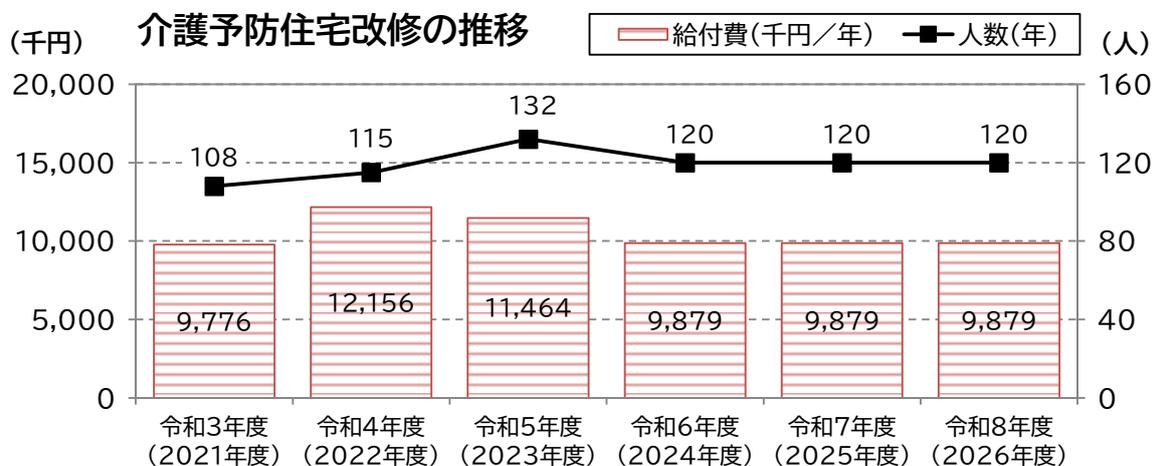 介護予防住宅改修の推移
給付費(千円／年) 人数(年)
(千円) (人)
20,000 160
15,000 120
10,000 80
5,000 40
0 0
108 115 132 120 120 120
9,776 12,156 11,464 9,879 9,879 9,879
令和3年度 令和4年度 令和5年度 令和6年度 令和7年度 令和8年度
(2021年度) (2022年度) (2023年度) (2024年度) (2025年度) (2026年度)